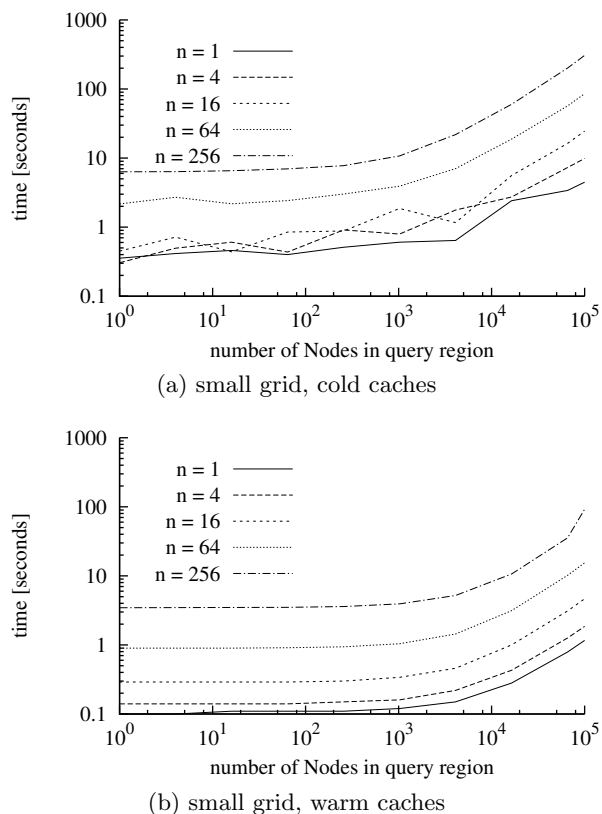 1000
100
10
1
0.1
time [seconds]
n = 1
n = 4
n = 16
n = 64
n = 256
10^0 10^1 10^2 10^3 10^4 10^5
number of Nodes in query region
(a) small grid, cold caches
1000
100
10
1
0.1
time [seconds]
n = 1
n = 4
n = 16
n = 64
n = 256
10^0 10^1 10^2 10^3 10^4 10^5
number of Nodes in query region
(b) small grid, warm caches